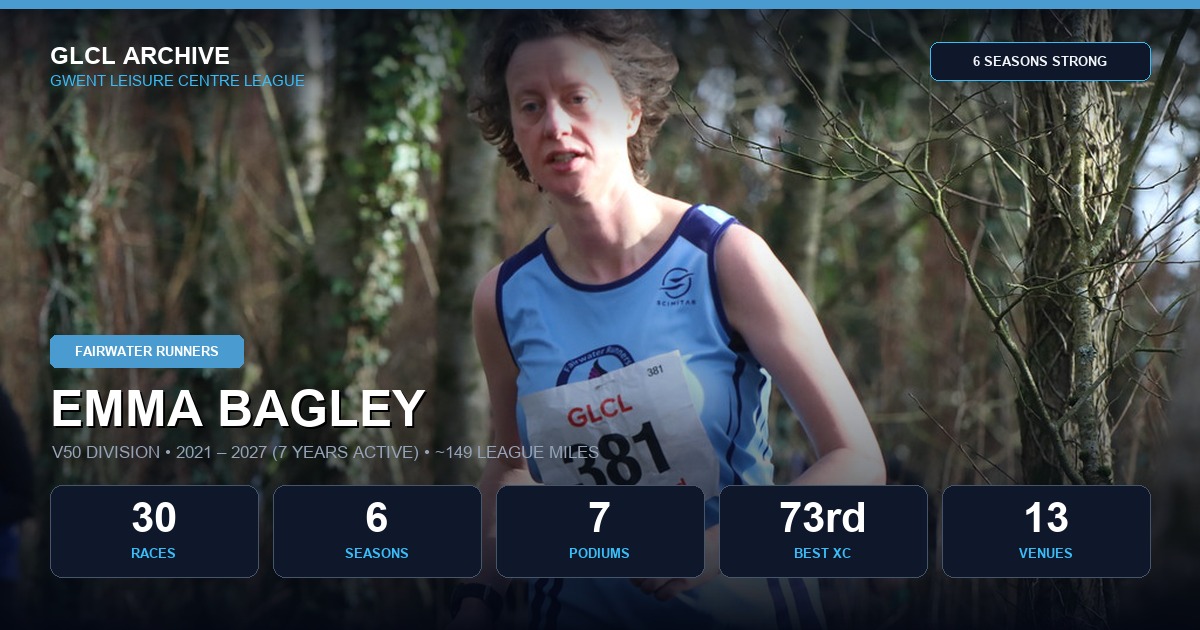 GLCL ARCHIVE
GWENT LEISURE CENTRE LEAGUE
6 SEASONS STRONG
SCIMITAR
FAIRWATER RUNNERS
Fairwater Runners
381
GLCL
381
EMMA BAGLEY
V50 DIVISION • 2021 – 2027 (7 YEARS ACTIVE) • ~149 LEAGUE MILES
30
RACES
6
SEASONS
7
PODIUMS
73rd
BEST XC
13
VENUES